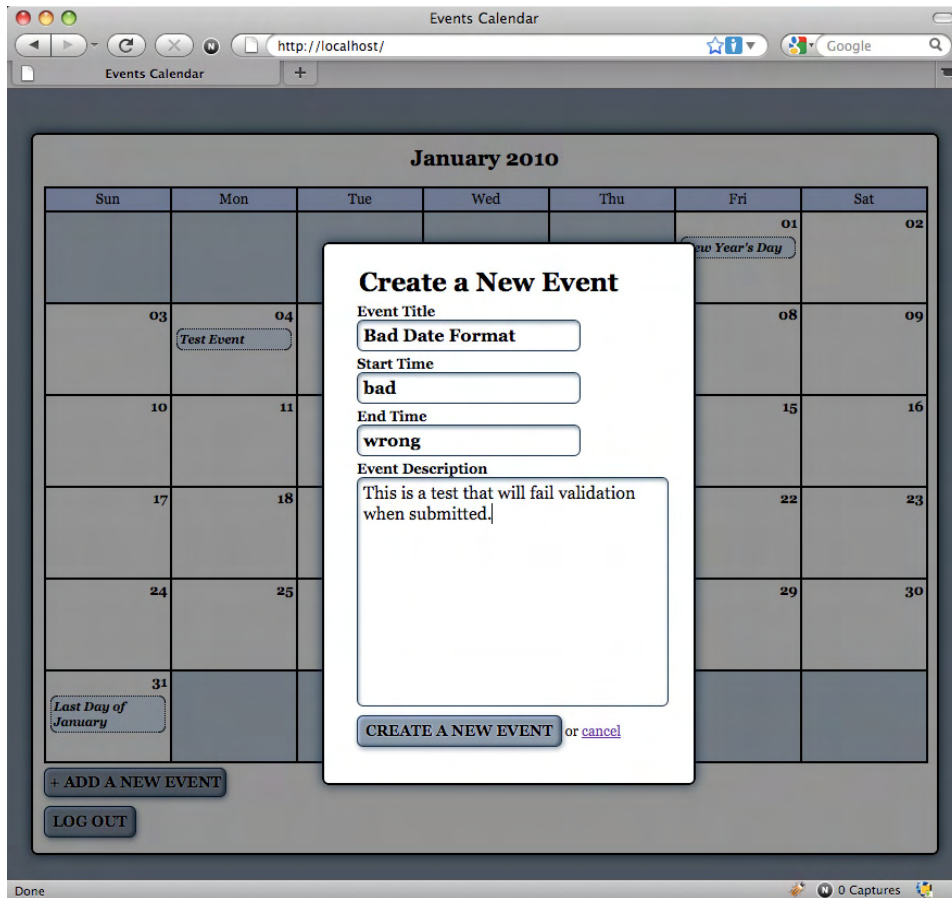 Events Calendar
http://localhost/
Google
Events Calendar
+
January 2010
Sun Mon Tue Wed Thu Fri Sat
01 02
ew Year's Day
03 04 08 09
Test Event
10 11 15 16
17 18 22 23
24 25 29 30
31
Last Day of
January
Create a New Event
Event Title
Bad Date Format
Start Time
bad
End Time
wrong
Event Description
This is a test that will fail validation
when submitted.
CREATE A NEW EVENT or cancel
+ ADD A NEW EVENT
LOG OUT
Done
N 0 Captures